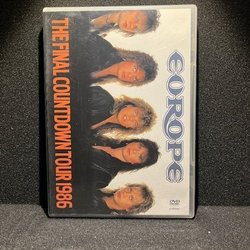 EUROPE
THE FINAL COUNTDOWN TOUR 1986
DVD